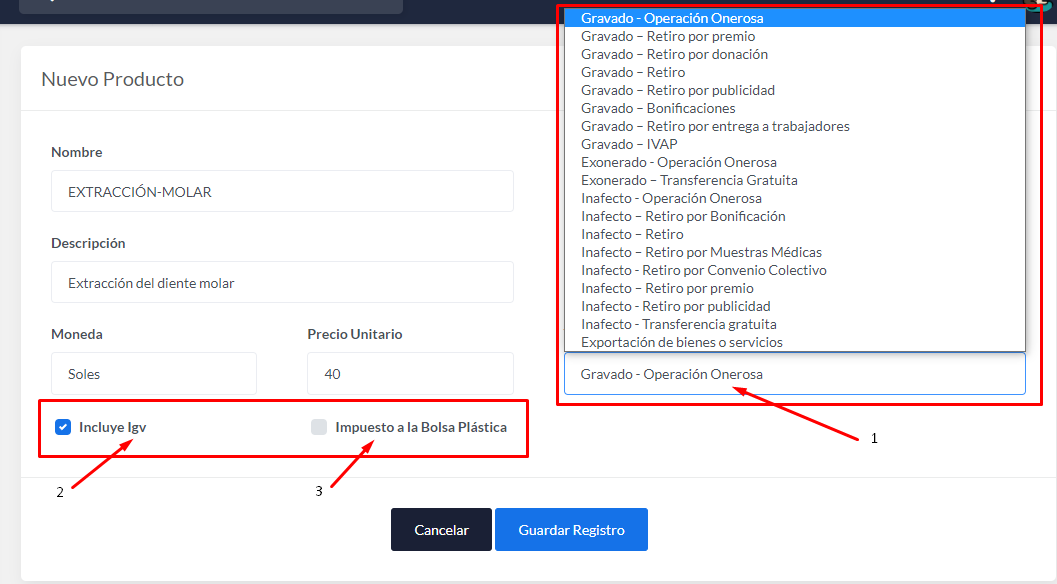 Nuevo Producto
Nombre
EXTRACCIÓN-MOLAR
Descripción
Extracción del diente molar
Moneda
Precio Unitario
Soles
40
Incluye Igv
Impuesto a la Bolsa Plástica
2
3
Gravado - Operación Onerosa
Gravado – Retiro por premio
Gravado – Retiro por donación
Gravado – Retiro
Gravado – Retiro por publicidad
Gravado – Bonificaciones
Gravado – Retiro por entrega a trabajadores
Gravado – IVAP
Exonerado - Operación Onerosa
Exonerado – Transferencia Gratuita
Inafecto - Operación Onerosa
Inafecto – Retiro por Bonificación
Inafecto – Retiro
Inafecto – Retiro por Muestras Médicas
Inafecto - Retiro por Convenio Colectivo
Inafecto – Retiro por premio
Inafecto - Retiro por publicidad
Inafecto - Transferencia gratuita
Exportación de bienes o servicios
Gravado - Operación Onerosa
1
Cancelar
Guardar Registro